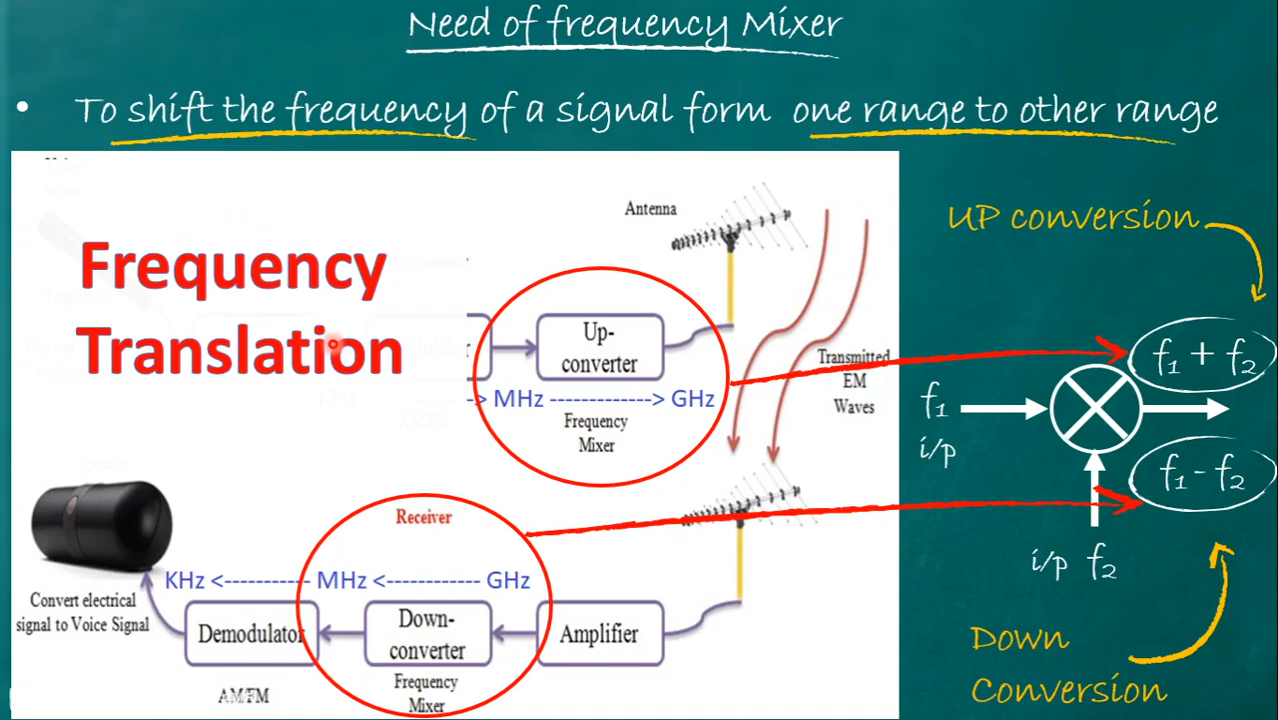 Need of frequency Mixer
• To shift the frequency of a signal form one range to other range
Frequency
Translation
Antenna
Up-
converter
-> MHz -------------> GHz
Frequency
Mixer
Transmitted
EM
Waves
UP conversion
f₁ + f₂
f₁
i/p
f₁ - f₂
i/p f₂
Down
Conversion
Speaker
Receiver
KHz <----------- MHz <------------ GHz
Convert electrical
signal to Voice Signal
Demodulator
Down-
converter
Amplifier
AM/FM
Frequency
Mixer